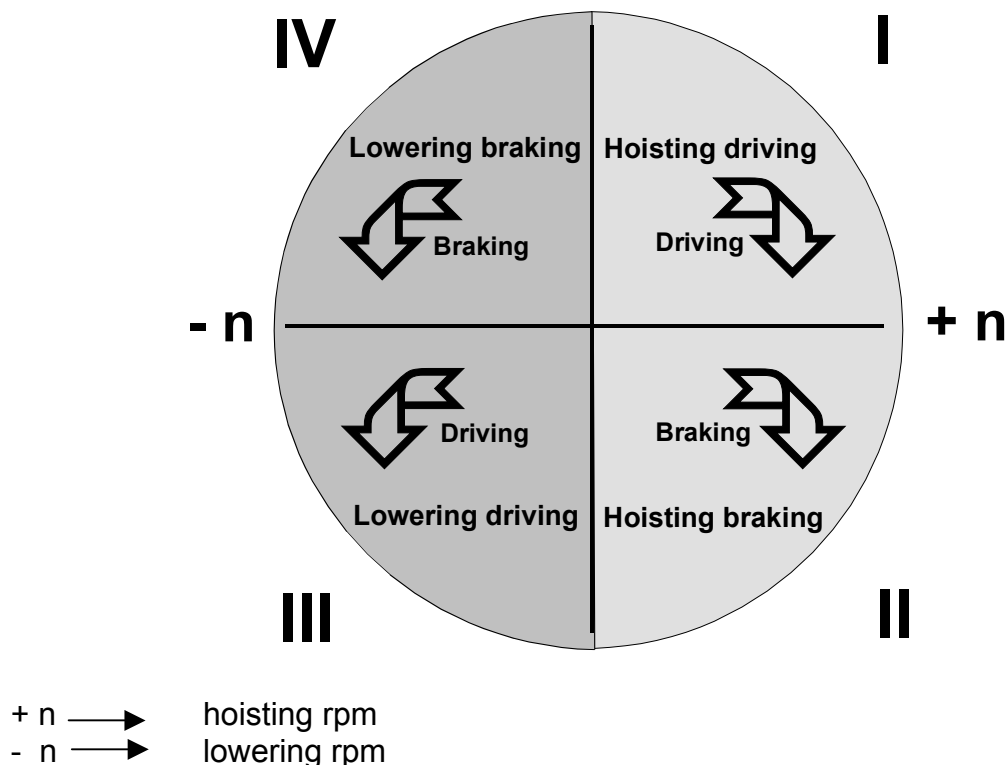 IV I
Lowering braking Hoisting driving
Braking Driving
- n + n
Driving Braking
Lowering driving Hoisting braking
III II
+ n hoisting rpm
- n lowering rpm